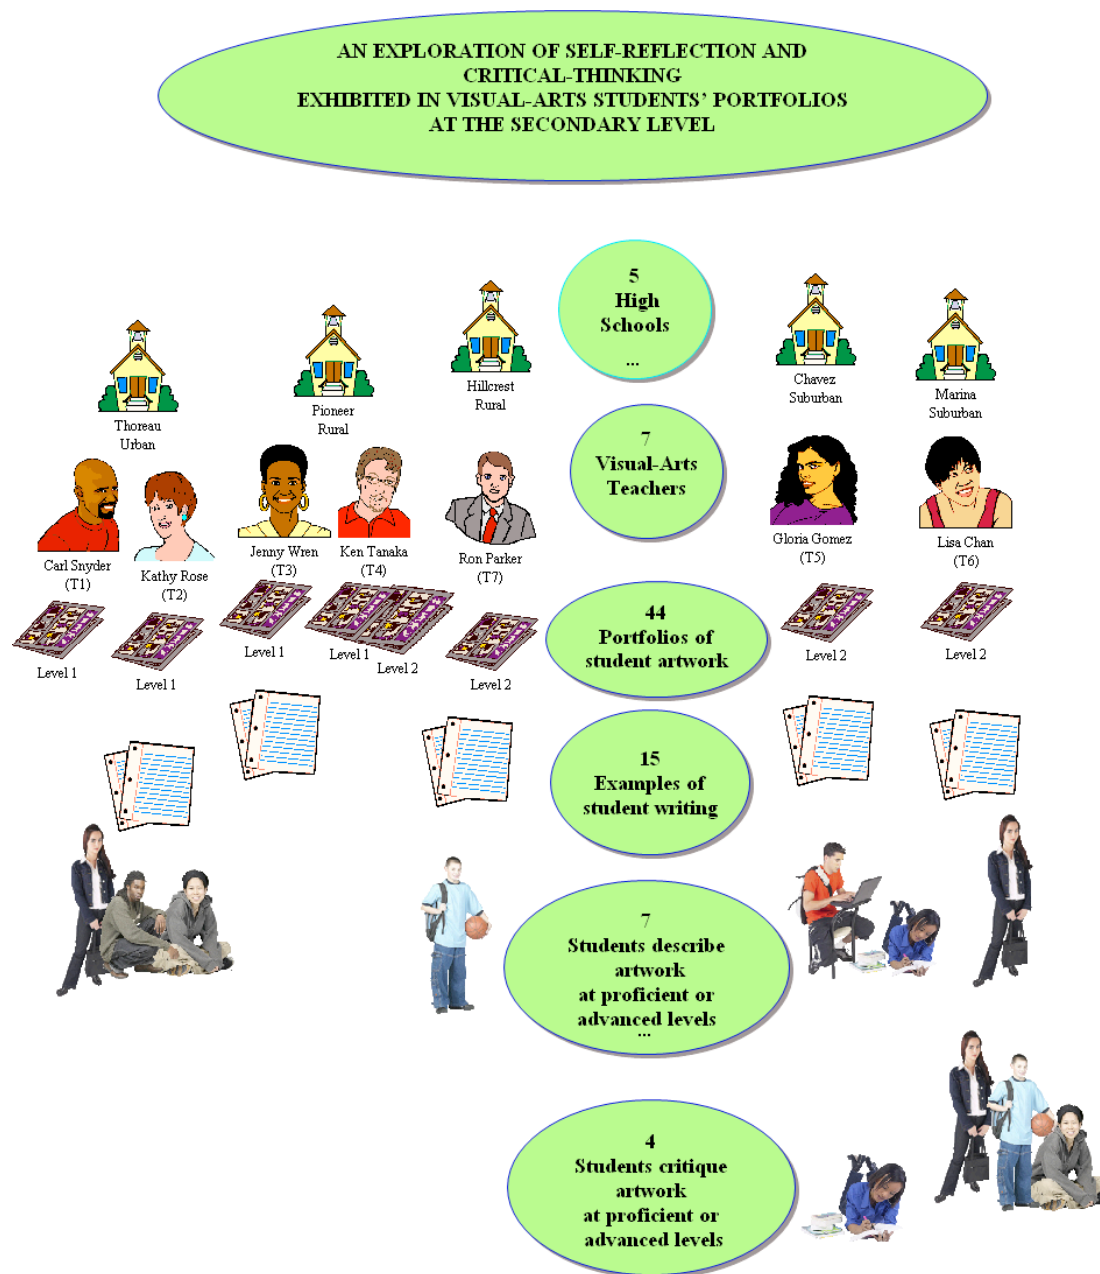 AN EXPLORATION OF SELF-REFLECTION AND
CRITICAL-THINKING
EXHIBITED IN VISUAL-ARTS STUDENTS’ PORTFOLIOS
AT THE SECONDARY LEVEL
5
High
Schools
...
Thoreau
Urban
Pioneer
Rural
Hillcrest
Rural
Chavez
Suburban
Marina
Suburban
7
Visual-Arts
Teachers
Carl Snyder
(T1)
Kathy Rose
(T2)
Jenny Wren
(T3)
Ken Tanaka
(T4)
Ron Parker
(T7)
Gloria Gomez
(T5)
Lisa Chan
(T6)
44
Portfolios of
student artwork
Level 1
Level 1
Level 1
Level 1
Level 2
Level 2
Level 2
Level 2
15
Examples of
student writing
7
Students describe
artwork
at proficient or
advanced levels
...
4
Students critique
artwork
at proficient or
advanced levels